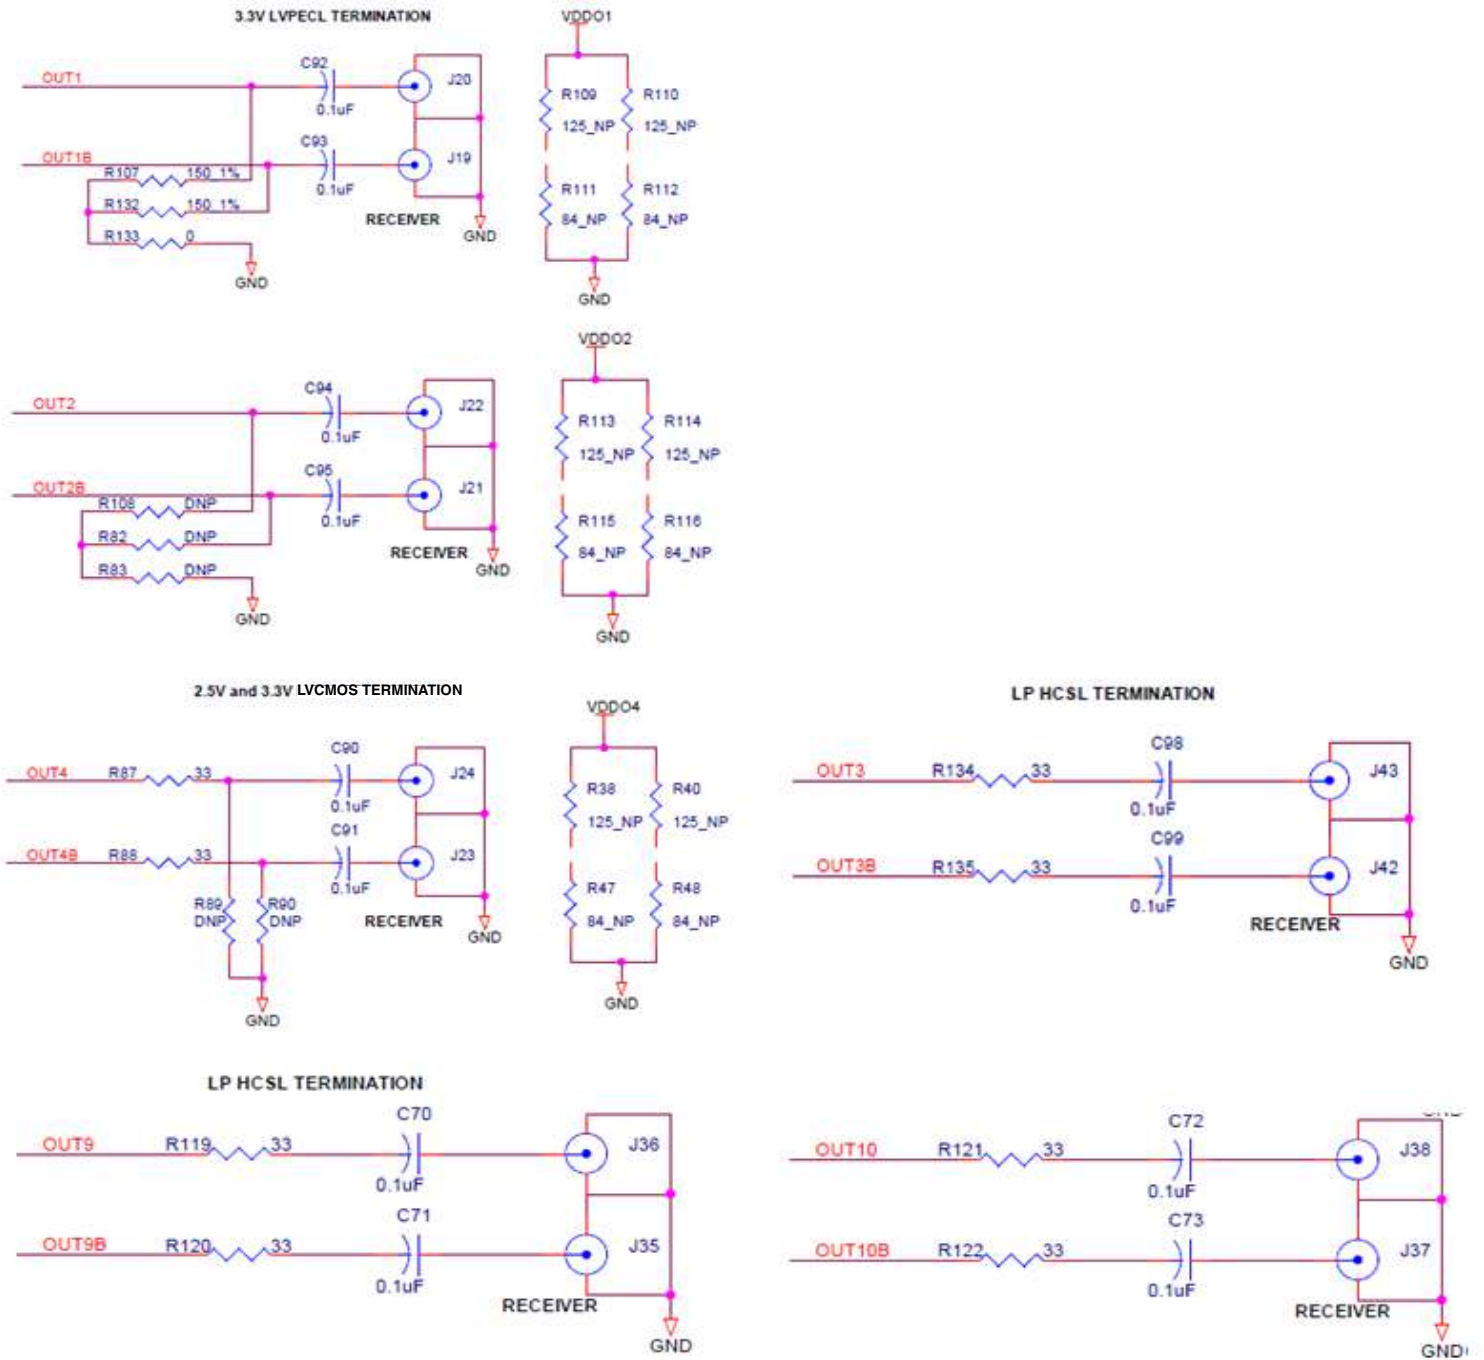 3.3V LVPECL TERMINATION
VDDO1
OUT1
C92
0.1uF
J20
OUT1B
C93
0.1uF
J19
R107 150_1%
R132 150_1%
R133 0
GND
RECEIVER
GND
R109
125_NP
R110
125_NP
R111
84_NP
R112
84_NP
GND
VDDO2
OUT2
C94
0.1uF
J22
OUT2B
C95
0.1uF
J21
R108 DNP
R82 DNP
R83 DNP
GND
RECEIVER
GND
R113
125_NP
R114
125_NP
R115
84_NP
R116
84_NP
GND
2.5V and 3.3V LVCMOS TERMINATION
VDDO4
OUT4 R87 33
C90
0.1uF
J24
OUT4B R88 33
C91
0.1uF
J23
R89
DNP
R90
DNP
GND
RECEIVER
GND
R38
125_NP
R40
125_NP
R47
84_NP
R48
84_NP
GND
LP HCSL TERMINATION
OUT3 R134 33
C98
0.1uF
J43
OUT3B R135 33
C99
0.1uF
J42
RECEIVER
GND
LP HCSL TERMINATION
OUT9 R119 33
C70
0.1uF
J36
OUT9B R120 33
C71
0.1uF
J35
RECEIVER
GND
OUT10 R121 33
C72
0.1uF
J38
OUT10B R122 33
C73
0.1uF
J37
RECEIVER
GND